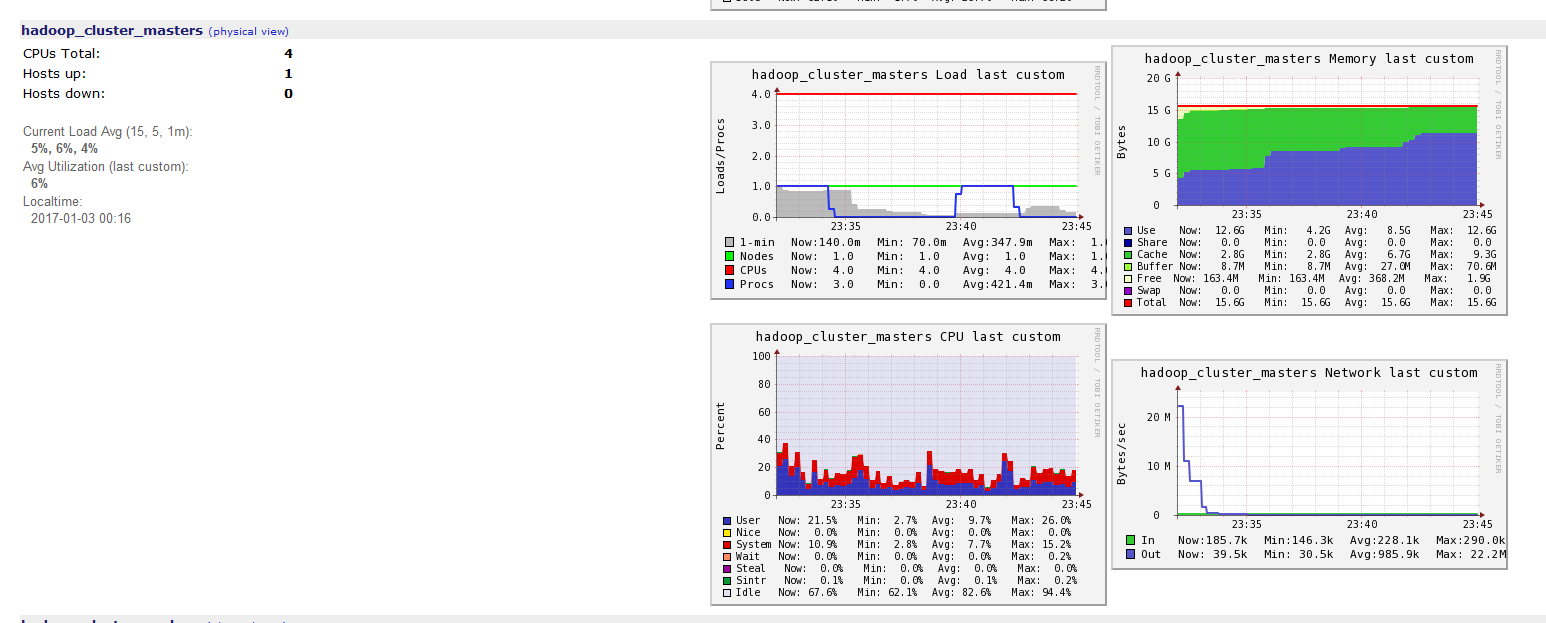 hadoop_cluster_masters (physical view)
CPUs Total: 4
Hosts up: 1
Hosts down: 0
Current Load Avg (15, 5, 1m):
5%, 6%, 4%
Avg Utilization (last custom):
6%
Localtime:
2017-01-03 00:16
hadoop_cluster_masters Load last custom
RRDTOOL / TOBI OETIKER
Loads/Procs
4.0
3.0
2.0
1.0
0.0
23:35 23:40 23:45
1-min Now:140.0m Min: 70.0m Avg:347.9m Max: 1.
Nodes Now: 1.0 Min: 1.0 Avg: 1.0 Max: 1.
CPUs Now: 4.0 Min: 4.0 Avg: 4.0 Max: 4.
Procs Now: 3.0 Min: 0.0 Avg:421.4m Max: 3.
hadoop_cluster_masters Memory last custom
RRDTOOL / TOBI OETIKER
Bytes
20 G
15 G
10 G
5 G
0
23:35 23:40 23:45
Use Now: 12.6G Min: 4.2G Avg: 8.5G Max: 12.6G
Share Now: 0.0 Min: 0.0 Avg: 0.0 Max: 0.0
Cache Now: 2.8G Min: 2.8G Avg: 6.7G Max: 9.3G
Buffer Now: 8.7M Min: 8.7M Avg: 27.0M Max: 70.6M
Free Now: 163.4M Min: 163.4M Avg: 368.2M Max: 1.9G
Swap Now: 0.0 Min: 0.0 Avg: 0.0 Max: 0.0
Total Now: 15.6G Min: 15.6G Avg: 15.6G Max: 15.6G
hadoop_cluster_masters CPU last custom
RRDTOOL / TOBI OETIKER
Percent
100
80
60
40
20
0
23:35 23:40 23:45
User Now: 21.5% Min: 2.7% Avg: 9.7% Max: 26.0%
Nice Now: 0.0% Min: 0.0% Avg: 0.0% Max: 0.0%
System Now: 10.9% Min: 2.8% Avg: 7.7% Max: 15.2%
Wait Now: 0.0% Min: 0.0% Avg: 0.0% Max: 0.2%
Steal Now: 0.0% Min: 0.0% Avg: 0.0% Max: 0.0%
Sintr Now: 0.1% Min: 0.0% Avg: 0.1% Max: 0.2%
Idle Now: 67.6% Min: 62.1% Avg: 82.6% Max: 94.4%
hadoop_cluster_masters Network last custom
RRDTOOL / TOBI OETIKER
Bytes/sec
20 M
10 M
0
23:35 23:40 23:45
In Now:185.7k Min:146.3k Avg:228.1k Max:290.0k
Out Now: 39.5k Min: 30.5k Avg:985.9k Max: 22.2M